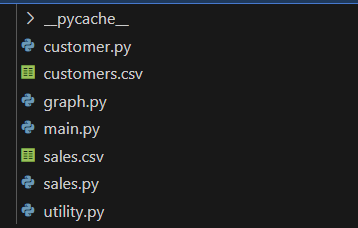 __pycache__
customer.py
customers.csv
graph.py
main.py
sales.csv
sales.py
utility.py